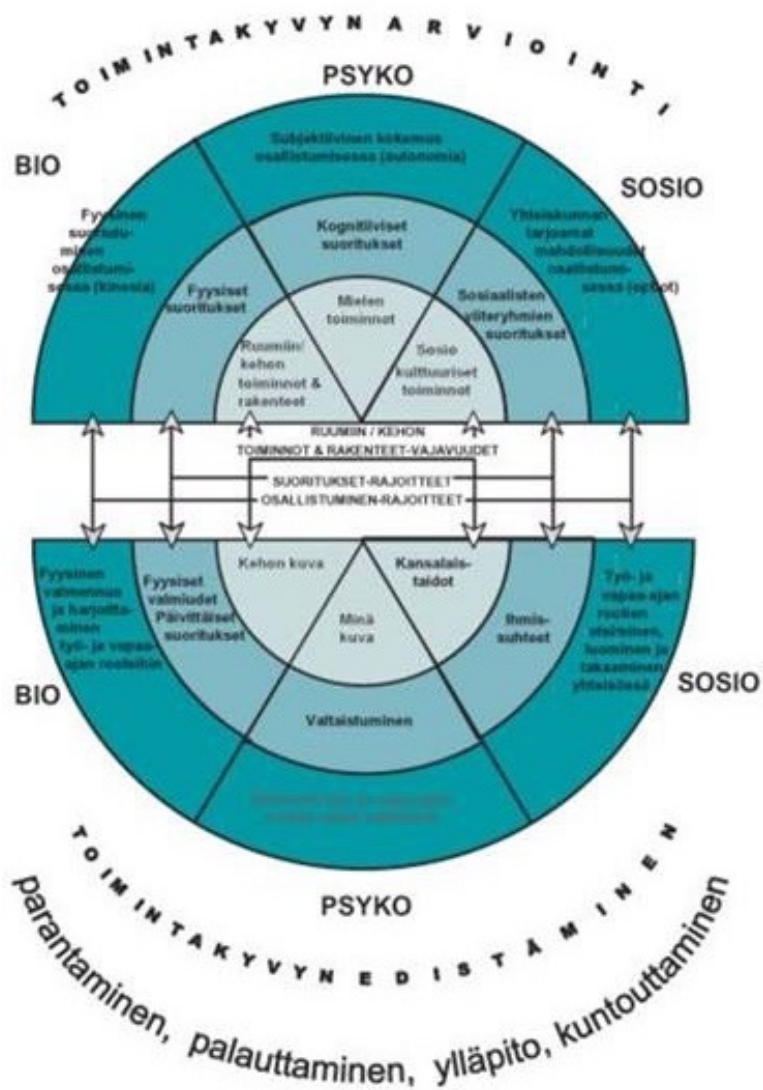 TOIMINTAKYVYN ARVIOINTI
PSYKO
BIO
SOSIO
Subjektiivinen kokemus
osallistumisessa (autonomia)
Fyysinen
suoriutu-
minen
osallistumi-
sessa (kinesia)
Yhteiskunnan
tarjoamat
mahdollisuudet
osallistumi-
sessa (optiot)
Kognitiiviset
suoritukset
Fyysiset
suoritukset
Sosiaalisten
yliteryhmien
suoritukset
Mielen
toiminnot
Ruumiin/
kehon
toiminnot &
rakenteet
Sosio
kulttuuriset
toiminnot
RUUMIIN / KEHON
TOIMINNOT & RAKENTEET-VAJAVUUDET
SUORITUKSET-RAJOITTEET
OSALLISTUMINEN-RAJOITTEET
Fyysinen
valmennus
ja harjoitta-
minen
työ- ja vapaa-
ajan rooleihin
Fyysiset
valmiudet
Päivittäiset
suoritukset
Kehon kuva
Minä
kuva
Kansalais-
taidot
Ihmis-
suhteet
Työ- ja
vapaa-ajan
roolien
etsiminen,
luominen ja
takaaminen
yhteisössä
Valtaistuminen
BIO
SOSIO
PSYKO
TOIMINTAKYVYN EDISTÄMINEN
parantaminen, palauttaminen, ylläpito, kuntouttaminen